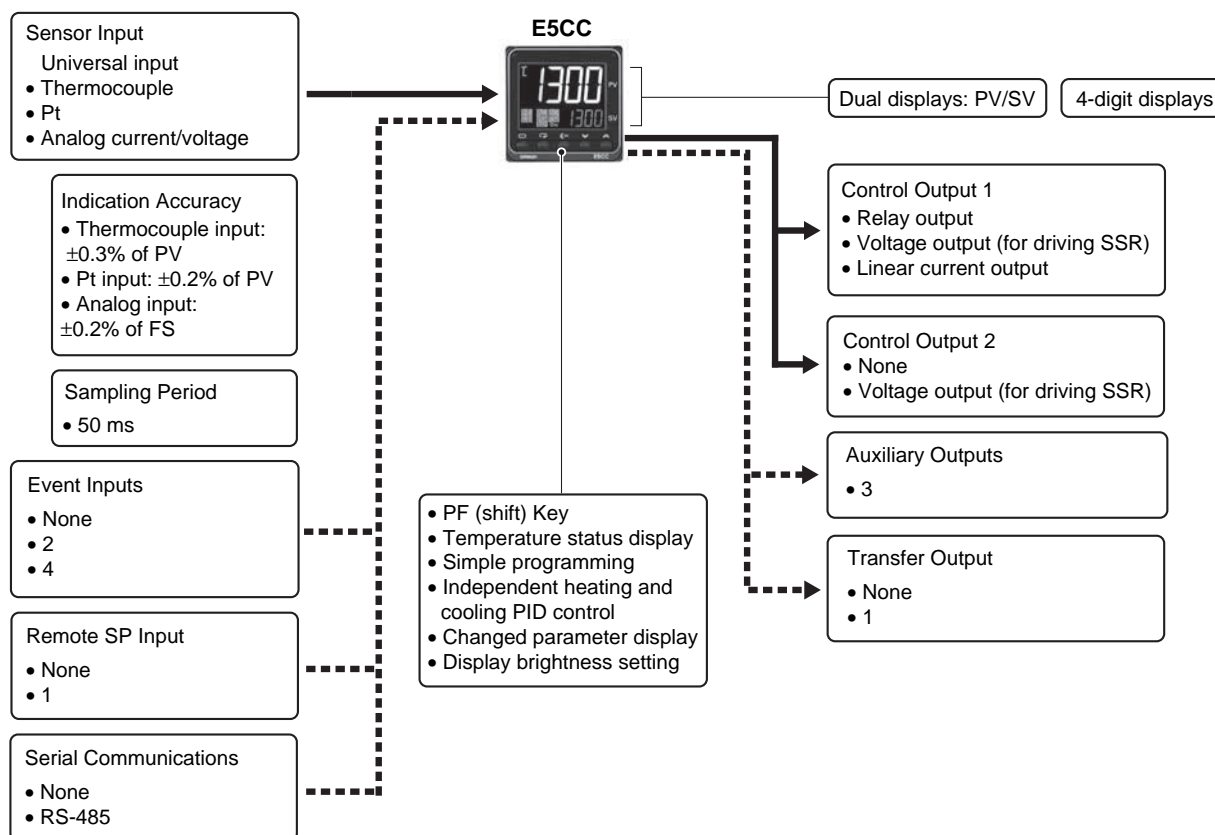 E5CC
Sensor Input
Universal input
• Thermocouple
• Pt
• Analog current/voltage
Indication Accuracy
• Thermocouple input:
±0.3% of PV
• Pt input: ±0.2% of PV
• Analog input:
±0.2% of FS
Sampling Period
• 50 ms
Event Inputs
• None
• 2
• 4
Remote SP Input
• None
• 1
Serial Communications
• None
• RS-485
1300
PV
1300
SV
E5CC
• PF (shift) Key
• Temperature status display
• Simple programming
• Independent heating and
cooling PID control
• Changed parameter display
• Display brightness setting
Dual displays: PV/SV
4-digit displays
Control Output 1
• Relay output
• Voltage output (for driving SSR)
• Linear current output
Control Output 2
• None
• Voltage output (for driving SSR)
Auxiliary Outputs
• 3
Transfer Output
• None
• 1